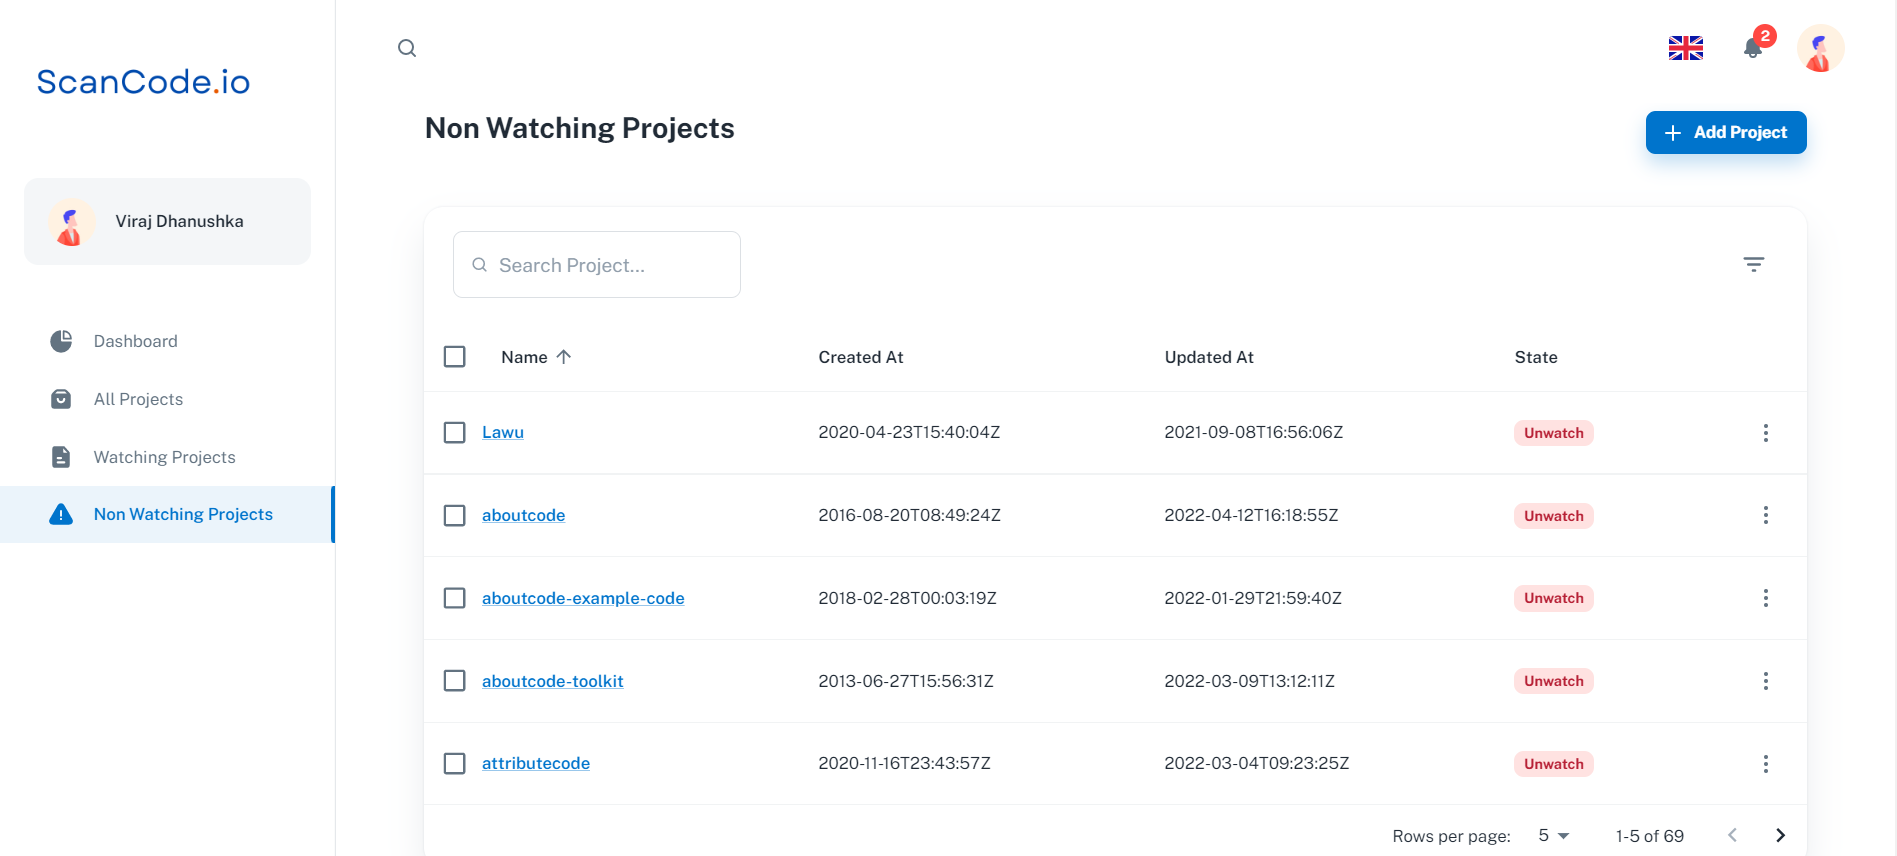 ScanCode.io
2
Non Watching Projects
Add Project
Viraj Dhanushka
Search Project...
Dashboard
All Projects
Watching Projects
Non Watching Projects
Name Created At Updated At State
Lawu 2020-04-23T15:40:04Z 2021-09-08T16:56:06Z Unwatch
aboutcode 2016-08-20T08:49:24Z 2022-04-12T16:18:55Z Unwatch
aboutcode-example-code 2018-02-28T00:03:19Z 2022-01-29T21:59:40Z Unwatch
aboutcode-toolkit 2013-06-27T15:56:31Z 2022-03-09T13:12:11Z Unwatch
attributecode 2020-11-16T23:43:57Z 2022-03-04T09:23:25Z Unwatch
Rows per page: 5 1-5 of 69